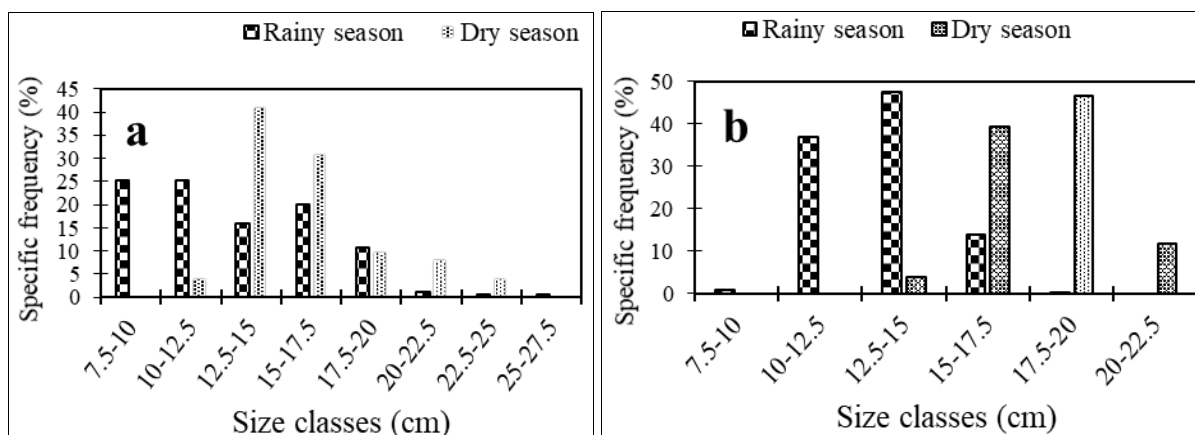 Rainy season Dry season
Specific frequency (%)
45
40
35
30
25
20
15
10
5
0
a
7.5-10 10-12.5 12.5-15 15-17.5 17.5-20 20-22.5 22.5-25 25-27.5
Size classes (cm)
Rainy season Dry season
Specific frequency (%)
50
40
30
20
10
0
b
7.5-10 10-12.5 12.5-15 15-17.5 17.5-20 20-22.5
Size classes (cm)